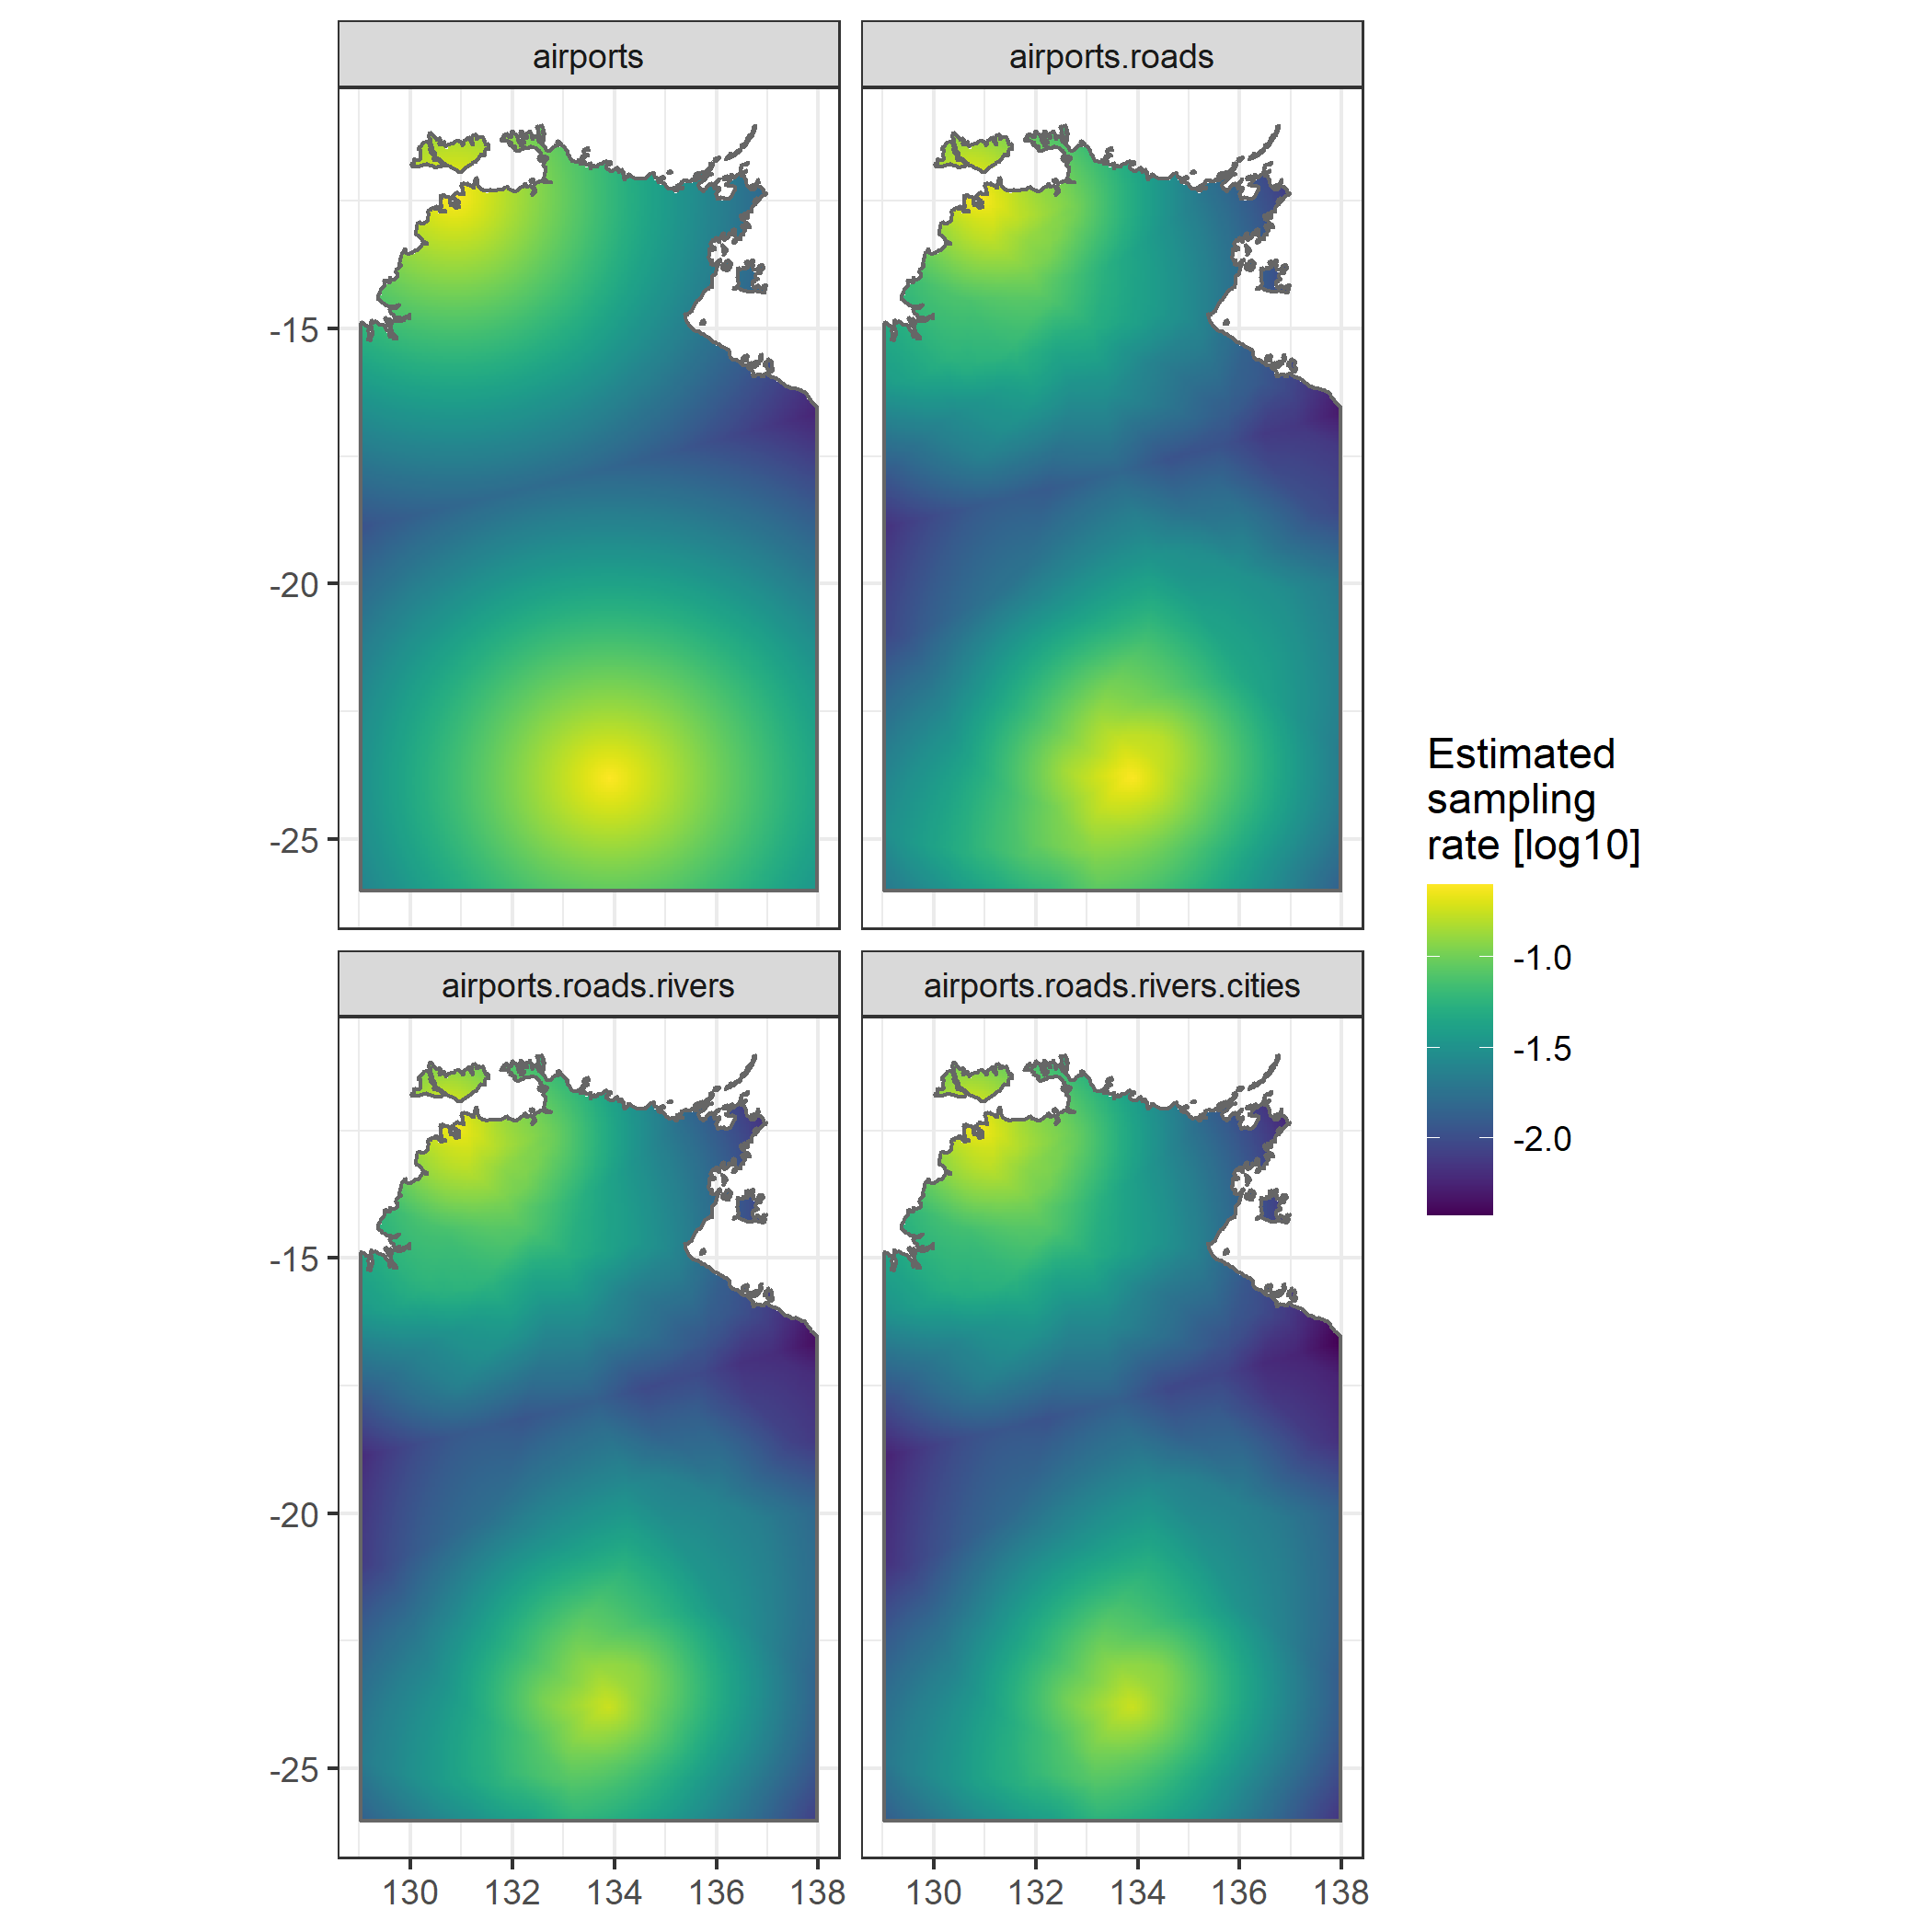 airports
airports.roads
-15
-20
-25
airports.roads.rivers
airports.roads.rivers.cities
-15
-20
-25
130 132 134 136 138
130 132 134 136 138
Estimated
sampling
rate [log10]
-1.0
-1.5
-2.0